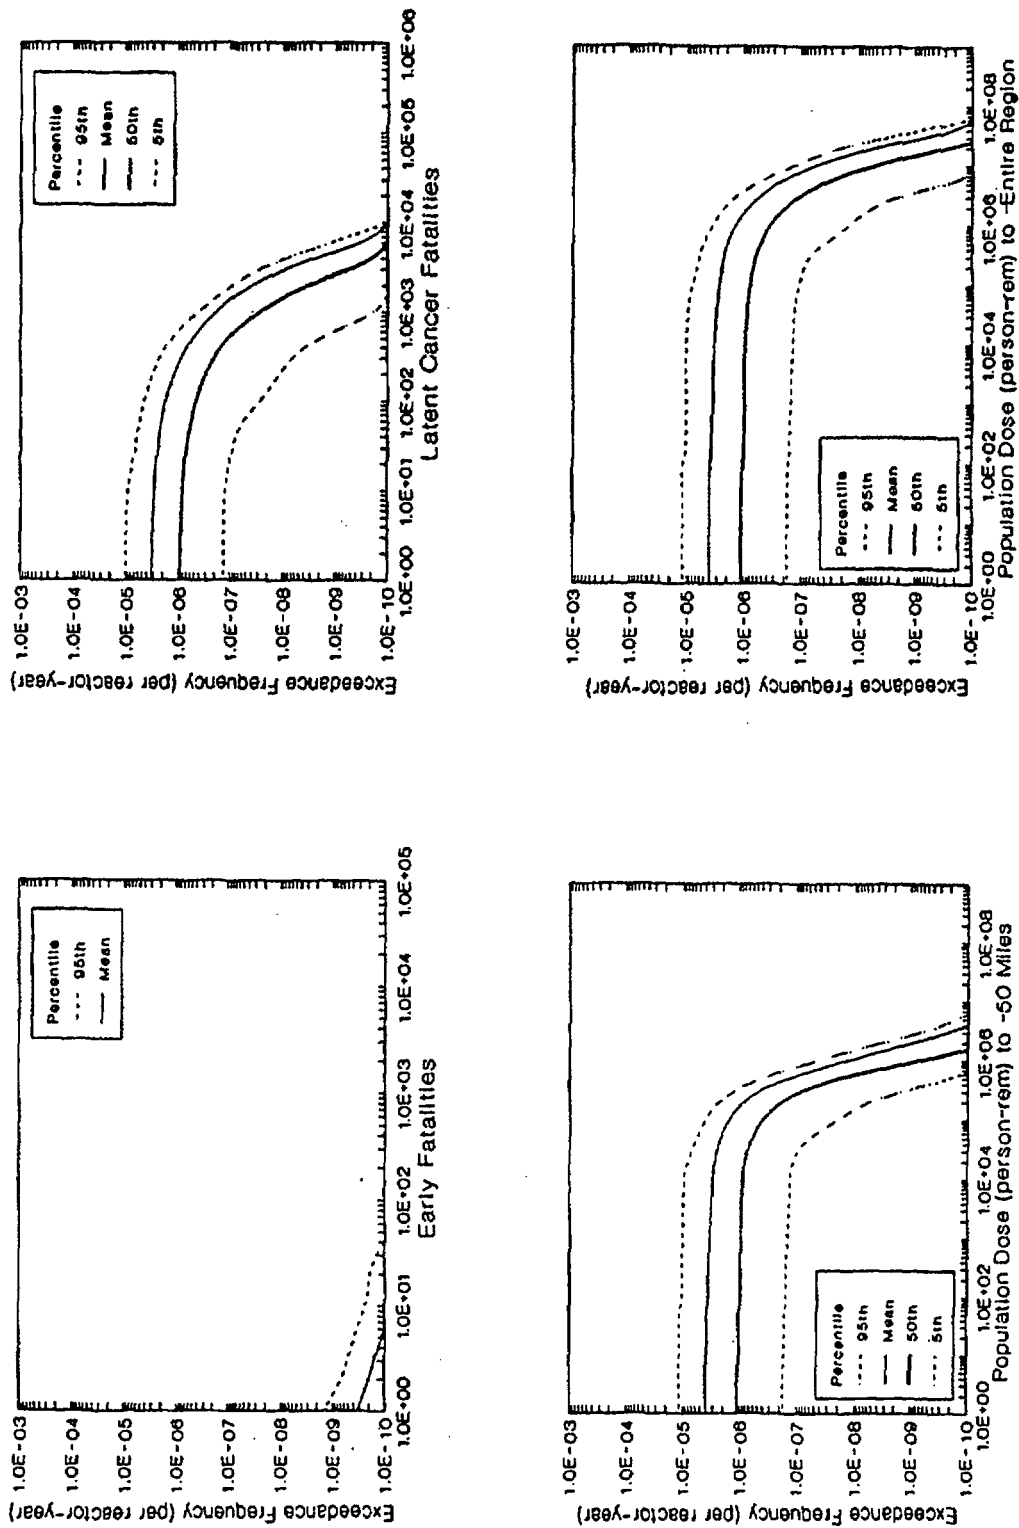 Exceedance Frequency (per reactor-year)
1.0E-03
1.0E-04
1.0E-05
1.0E-06
1.0E-07
1.0E-08
1.0E-09
1.0E-10
Percentile
95th
Mean
1.0E+00
1.0E+01
1.0E+02
1.0E+03
1.0E+04
1.0E+05
Early Fatalities
Exceedance Frequency (per reactor-year)
1.0E-03
1.0E-04
1.0E-05
1.0E-06
1.0E-07
1.0E-08
1.0E-09
1.0E-10
Percentile
95th
Mean
50th
5th
1.0E+00
1.0E+01
1.0E+02
1.0E+03
1.0E+04
1.0E+05
1.0E+06
Latent Cancer Fatalities
Exceedance Frequency (per reactor-year)
1.0E-03
1.0E-04
1.0E-05
1.0E-06
1.0E-07
1.0E-08
1.0E-09
1.0E-10
Percentile
95th
Mean
50th
5th
1.0E+00
1.0E+02
1.0E+04
1.0E+06
1.0E+08
Population Dose (person-rem) to -50 Miles
Exceedance Frequency (per reactor-year)
1.0E-03
1.0E-04
1.0E-05
1.0E-06
1.0E-07
1.0E-08
1.0E-09
1.0E-10
Percentile
95th
Mean
50th
5th
1.0E+00
1.0E+02
1.0E+04
1.0E+06
1.0E+08
Population Dose (person-rem) to -Entire Region